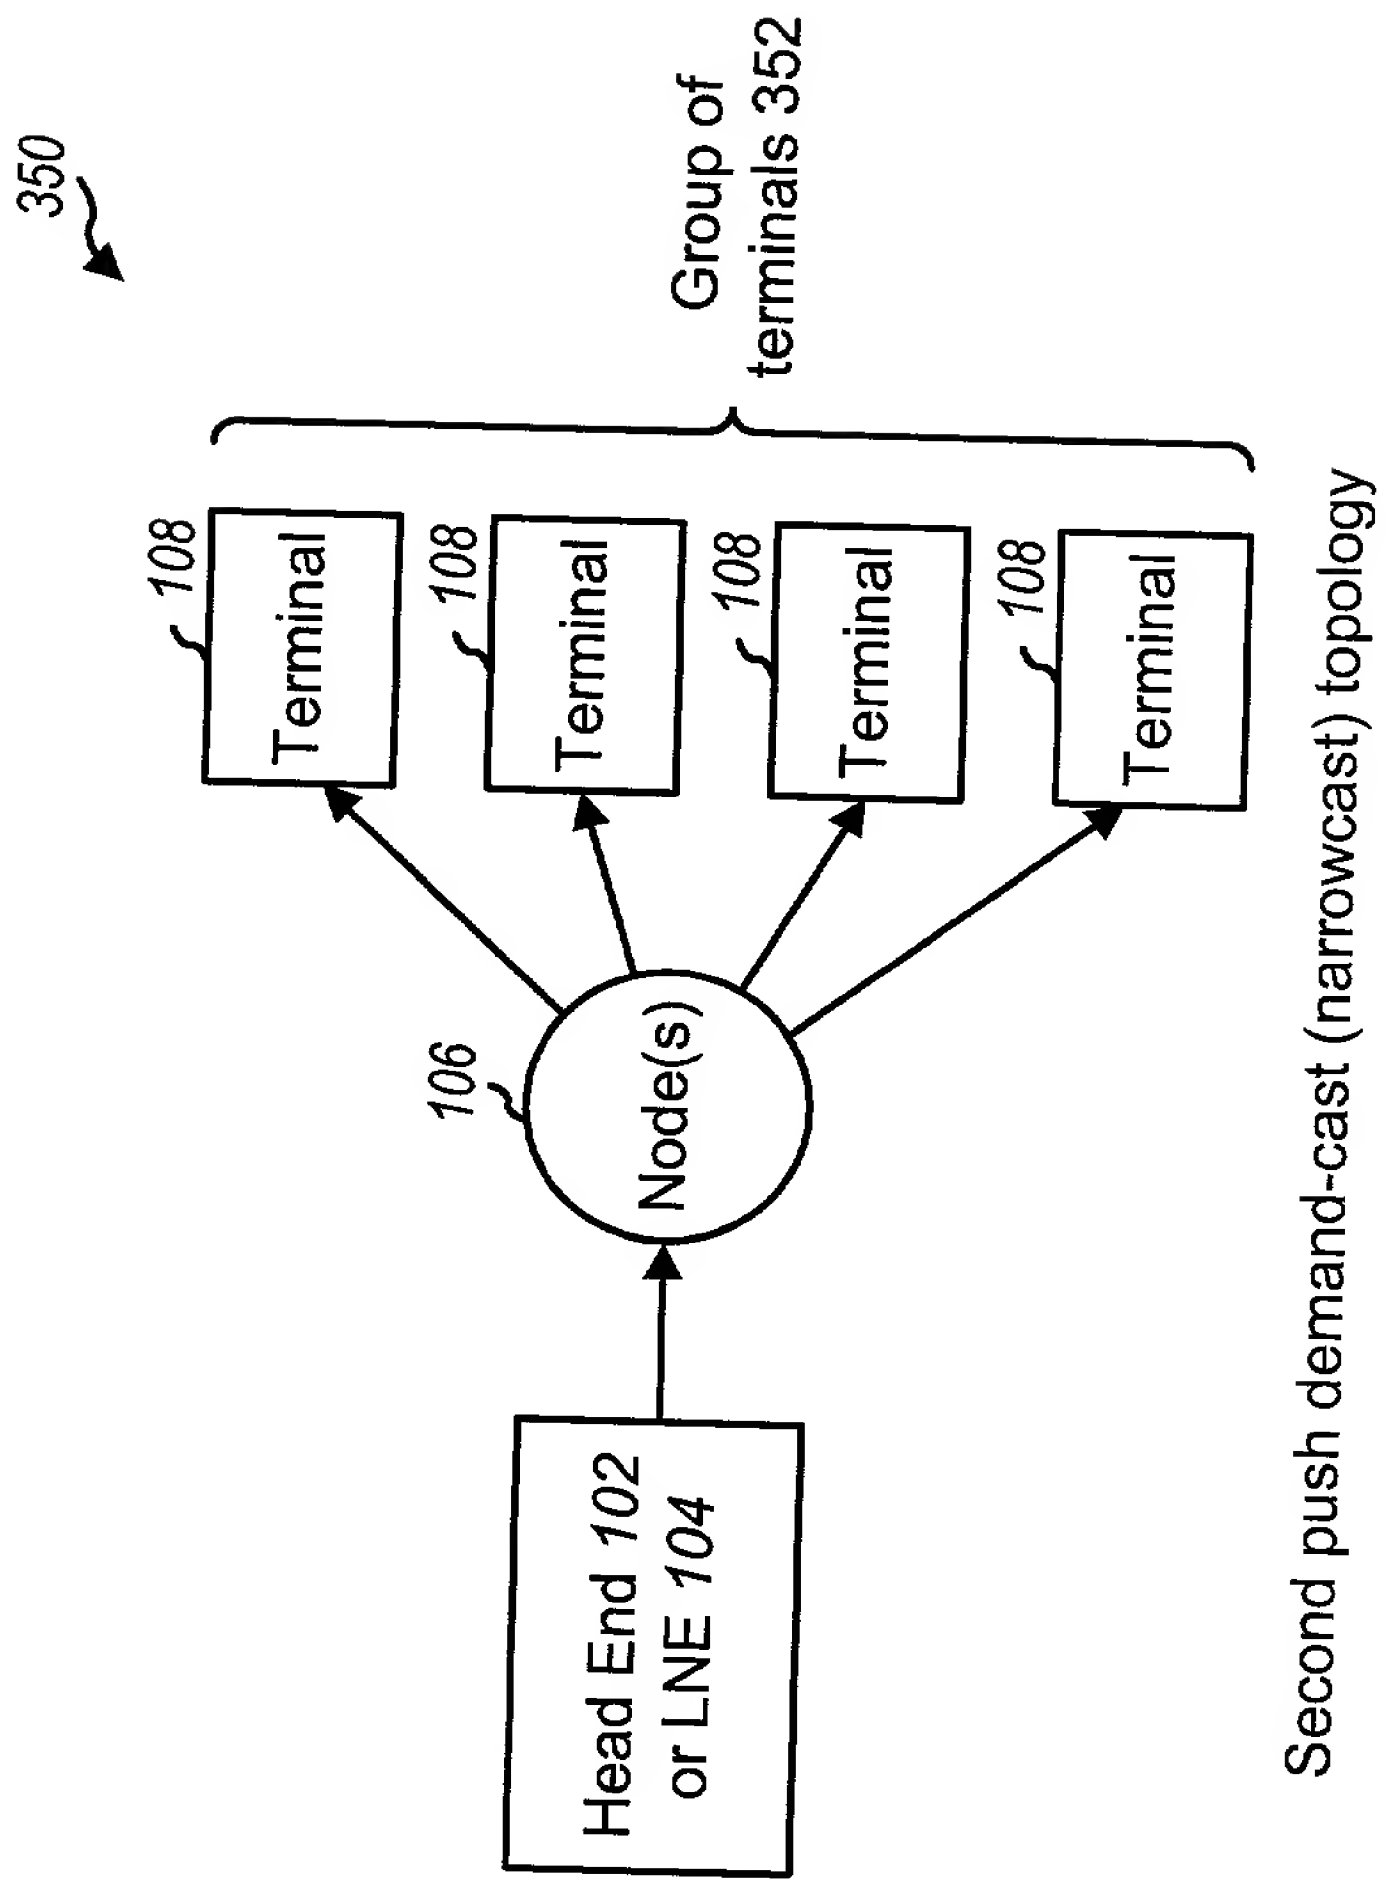 350
108
Terminal
108
Terminal
108
Terminal
108
Terminal
Group of
terminals 352
106
Node(s)
Head End 102
or LNE 104
Second push demand-cast (narrowcast) topology